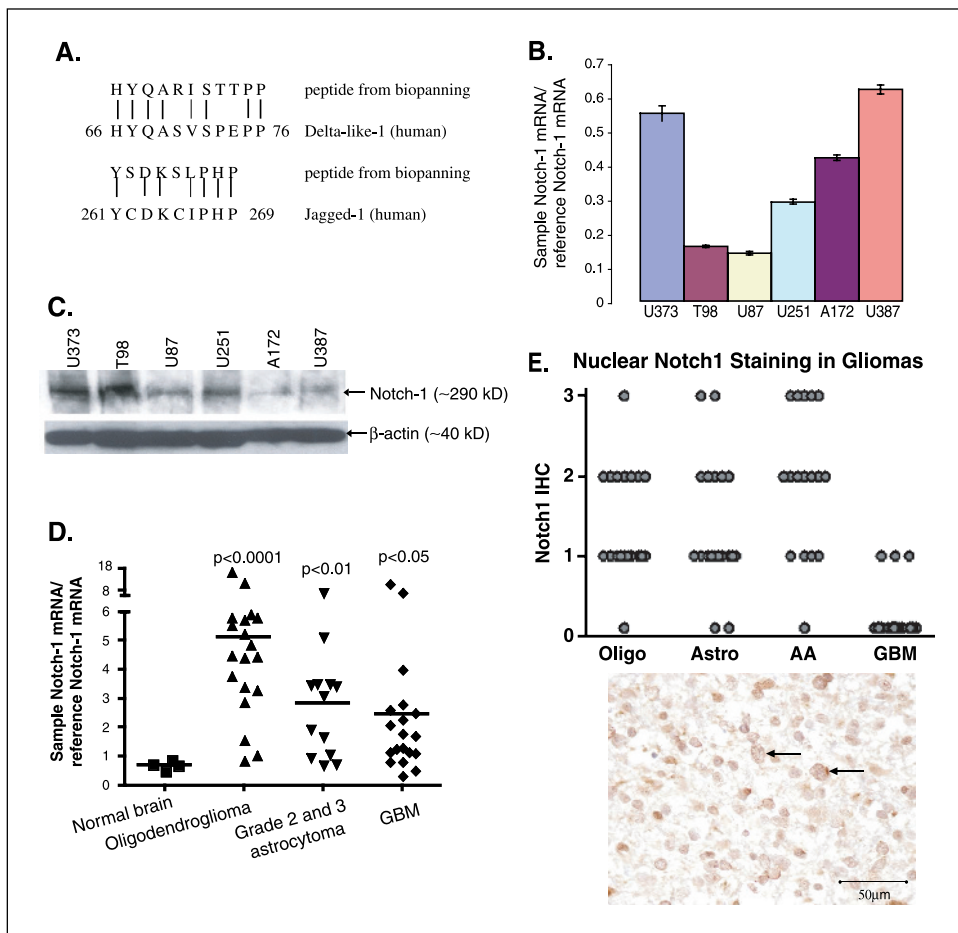 A.
H Y Q A R I S T T P P peptide from biopanning
66 H Y Q A S V S P E P P 76 Delta-like-1 (human)
Y S D K S L P H P peptide from biopanning
261 Y C D K C I P H P 269 Jagged-1 (human)
B.
Sample Notch-1 mRNA/
reference Notch-1 mRNA
0.7
0.6
0.5
0.4
0.3
0.2
0.1
0
U373 T98 U87 U251 A172 U387
C.
U373 T98 U87 U251 A172 U387
Notch-1 (~290 kD)
β-actin (~40 kD)
D.
Sample Notch-1 mRNA/
reference Notch-1 mRNA
18
8
6
5
4
3
2
1
0
p<0.0001 p<0.01 p<0.05
Normal brain
Oligodendroglioma
Grade 2 and 3
astrocytoma
GBM
E.
Nuclear Notch1 Staining in Gliomas
Notch1 IHC
3
2
1
0
Oligo Astro AA GBM
50µm